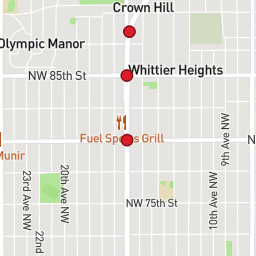 Crown Hill
Olympic Manor
Whittier Heights
NW 85th St
Fuel Sports Grill
Munir
9th Ave NW
20th Ave NW
23rd Ave NW
10th Ave NW
NW 75th St
22nd